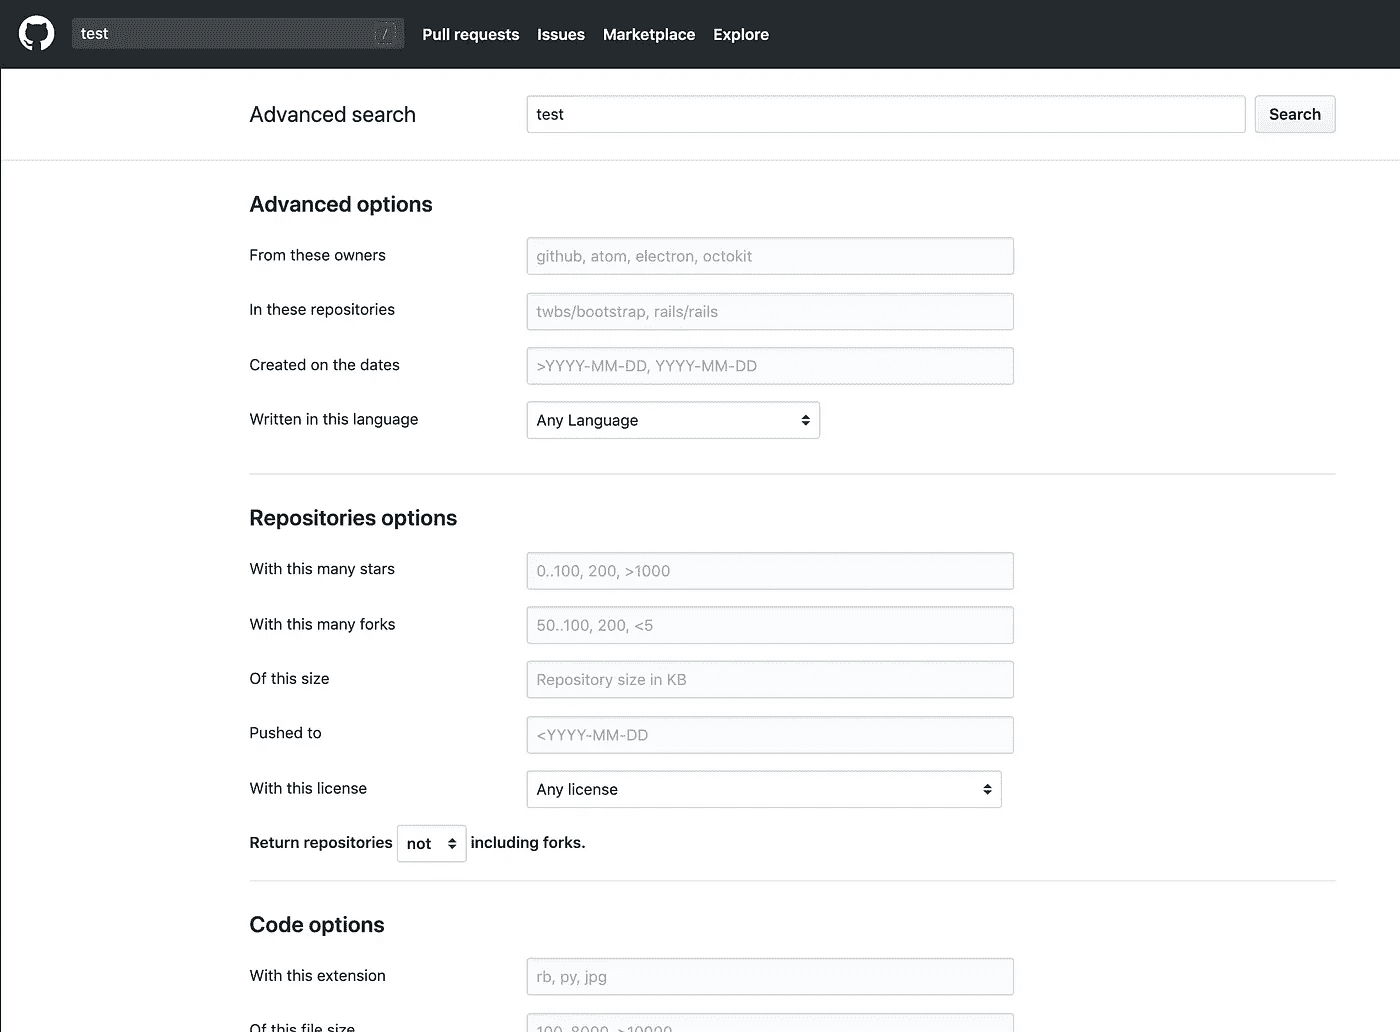 test /
Pull requests Issues Marketplace Explore
Advanced search test Search
Advanced options
From these owners github, atom, electron, octokit
In these repositories twbs/bootstrap, rails/rails
Created on the dates >YYYY-MM-DD, YYYY-MM-DD
Written in this language Any Language
Repositories options
With this many stars 0..100, 200, >1000
With this many forks 50..100, 200, <5
Of this size Repository size in KB
Pushed to <YYYY-MM-DD
With this license Any license
Return repositories not including forks.
Code options
With this extension rb, py, jpg
Of this file size 100..8000, >10000